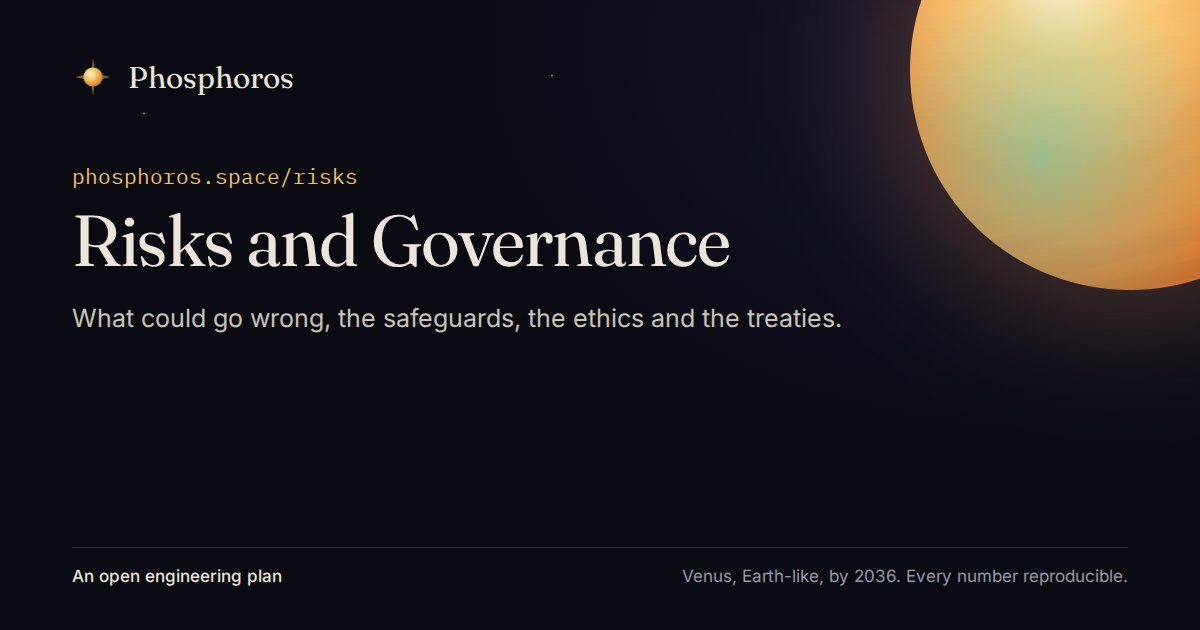 Phosphoros
phosphoros.space/risks
Risks and Governance
What could go wrong, the safeguards, the ethics and the treaties.
An open engineering plan
Venus, Earth-like, by 2036. Every number reproducible.